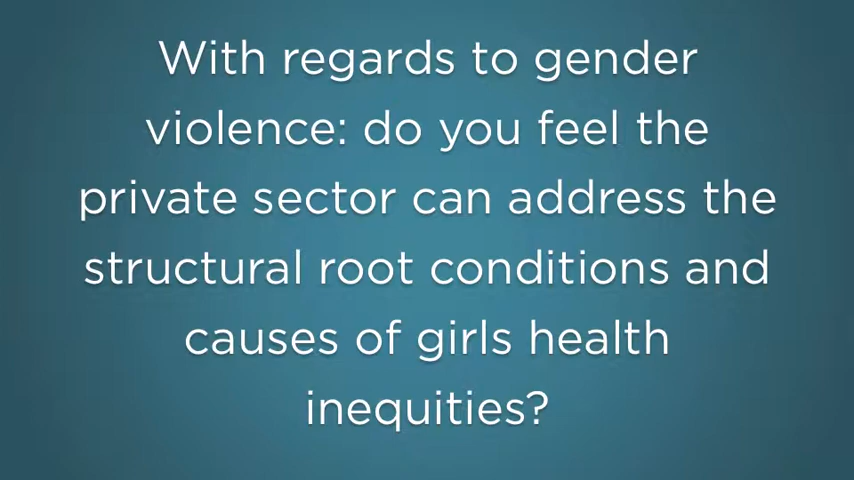 With regards to gender
violence: do you feel the
private sector can address the
structural root conditions and
causes of girls health
inequities?